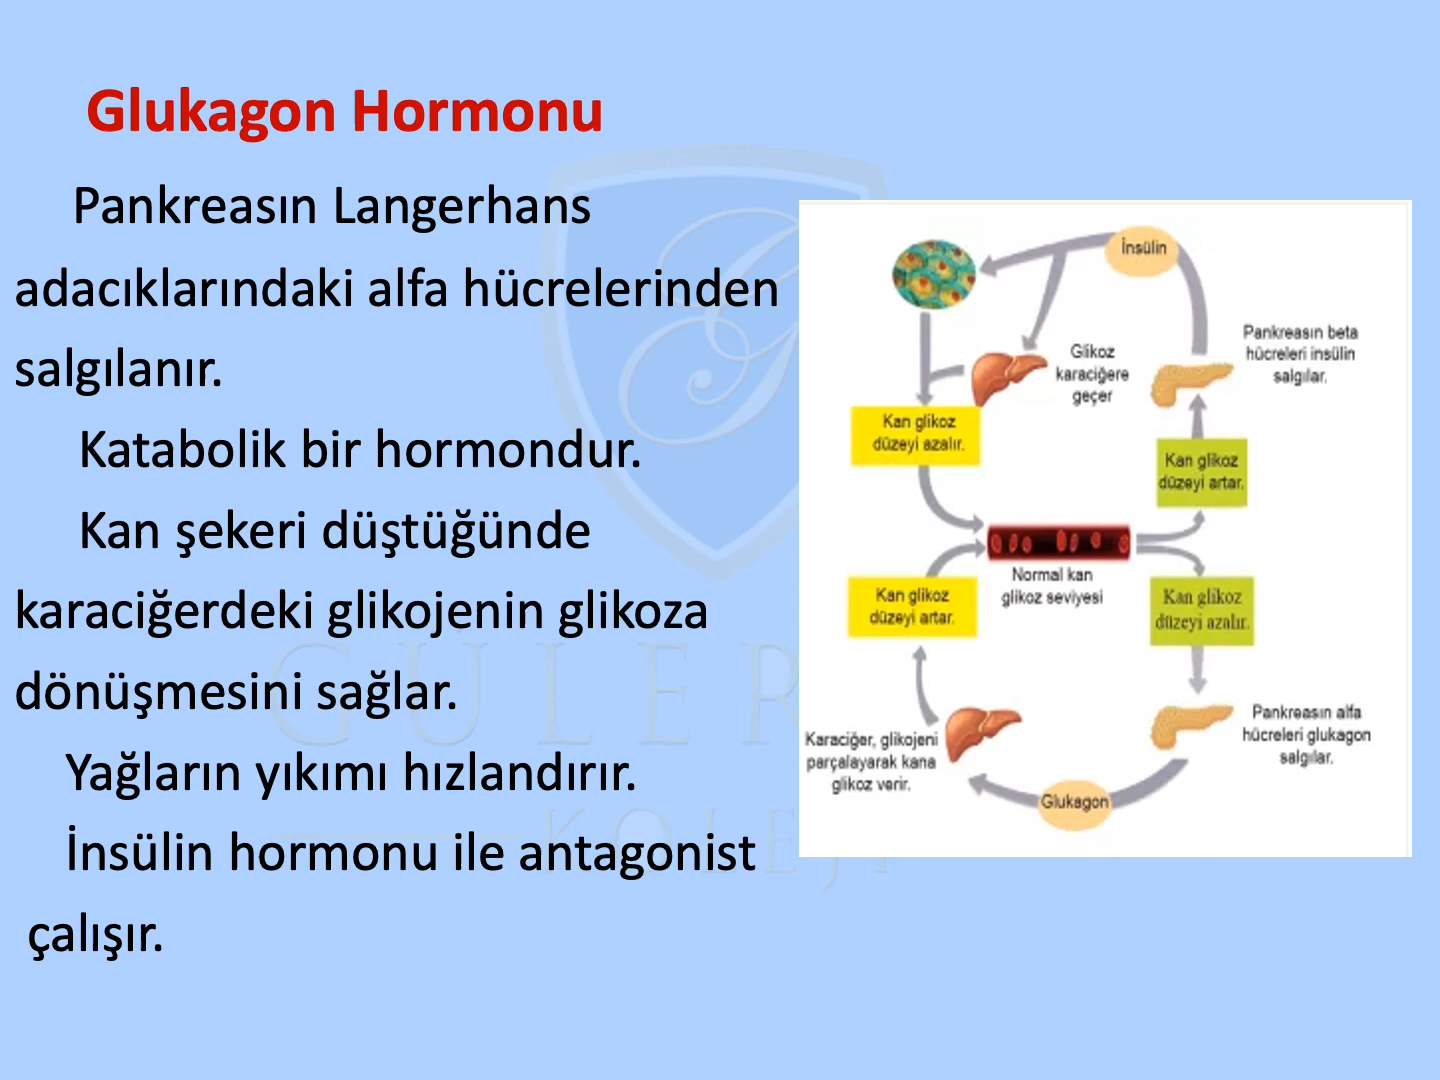 Glukagon Hormonu
Pankreasın Langerhans
adacıklarındaki alfa hücrelerinden
salgılanır.
Katabolik bir hormondur.
Kan şekeri düştüğünde
karaciğerdeki glikojenin glikoza
dönüşmesini sağlar.
Yağların yıkımı hızlandırır.
İnsülin hormonu ile antagonist
çalışır.
İnsülin
Pankreasın beta
hücreleri insülin
salgılar.
Glikoz
karaciğere
geçer
Kan glikoz
düzeyi azalır.
Kan glikoz
düzeyi artar.
Normal kan
glikoz seviyesi
Kan glikoz
düzeyi artar.
Kan glikoz
düzeyi azalır.
Karaciğer, glikojeni
parçalayarak kana
glikoz verir.
Pankreasın alfa
hücreleri glukagon
salgılar.
Glukagon
GÜLER
KOLEJİ